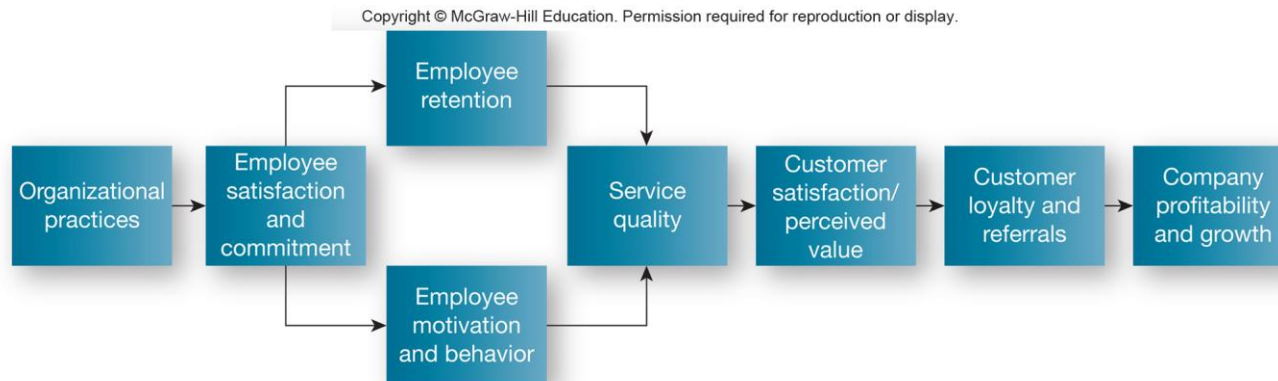 Copyright © McGraw-Hill Education. Permission required for reproduction or display.
Organizational
practices
Employee
satisfaction
and
commitment
Employee
retention
Employee
motivation
and behavior
Service
quality
Customer
satisfaction/
perceived
value
Customer
loyalty and
referrals
Company
profitability
and growth